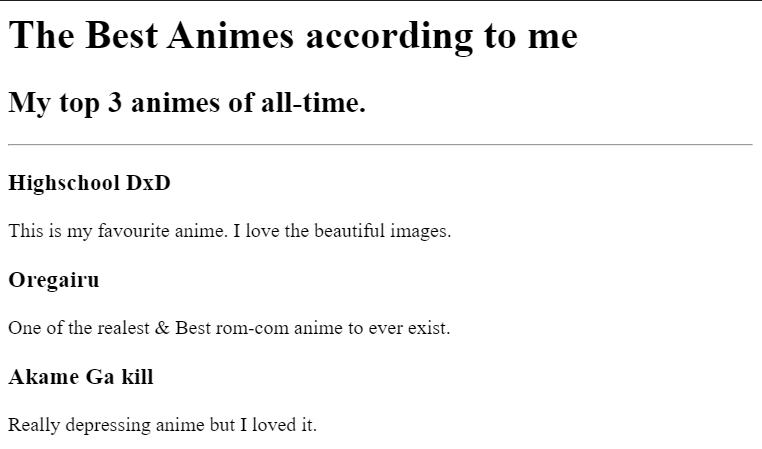 The Best Animes according to me
My top 3 animes of all-time.
Highschool DxD
This is my favourite anime. I love the beautiful images.
Oregairu
One of the realest & Best rom-com anime to ever exist.
Akame Ga kill
Really depressing anime but I loved it.